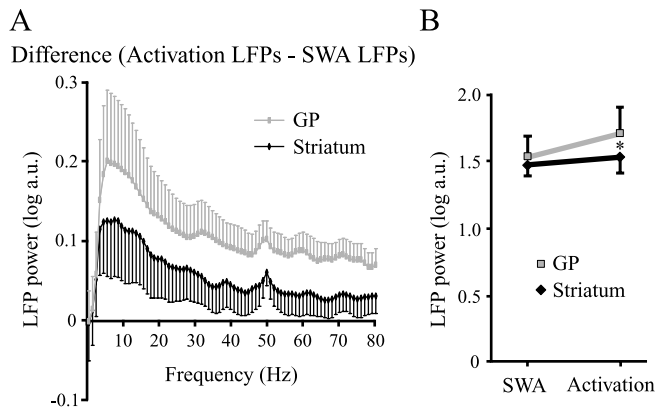 A
Difference (Activation LFPs - SWA LFPs)
LFP power (log a.u.)
0.3
0.2
0.1
0
-0.1
GP
Striatum
10 20 30 40 50 60 70 80
Frequency (Hz)
B
LFP power (log a.u.)
2.0
1.5
1.0
0.5
0
*
GP
Striatum
SWA Activation